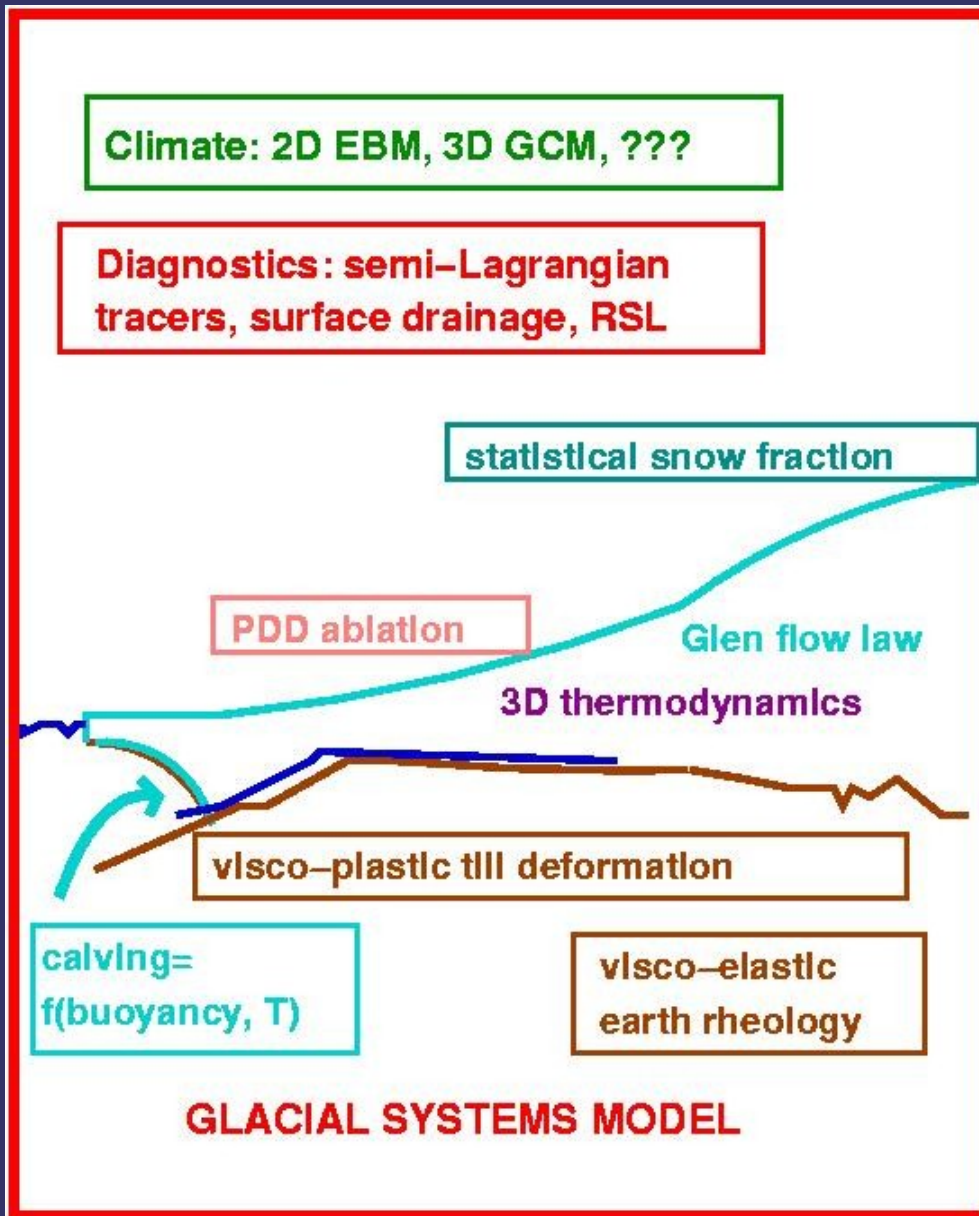 Climate: 2D EBM, 3D GCM, ???
Diagnostics: semi–Lagrangian
tracers, surface drainage, RSL
statistical snow fraction
PDD ablation
Glen flow law
3D thermodynamics
visco–plastic till deformation
calving=
f(buoyancy, T)
visco–elastic
earth rheology
GLACIAL SYSTEMS MODEL